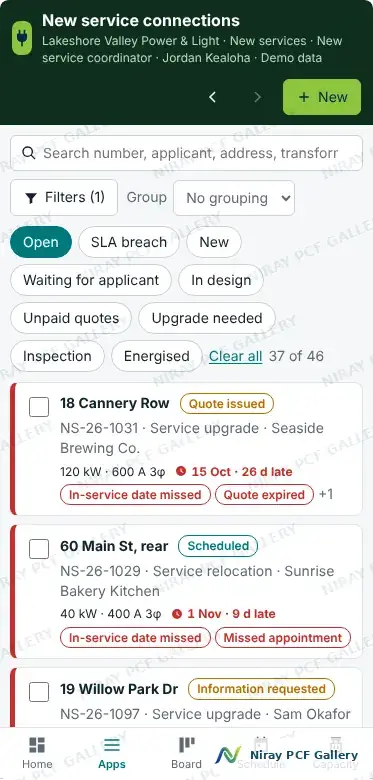 New service connections
Lakeshore Valley Power & Light · New services · New
service coordinator · Jordan Kealoha · Demo data
New
Search number, applicant, address, transforr
Filters (1)
Group
No grouping
Open
SLA breach
New
Waiting for applicant
In design
Unpaid quotes
Upgrade needed
Inspection
Energised
Clear all
37 of 46
18 Cannery Row
Quote issued
NS-26-1031 · Service upgrade · Seaside
Brewing Co.
120 kW · 600 A 3φ
15 Oct · 26 d late
In-service date missed
Quote expired
+1
60 Main St, rear
Scheduled
NS-26-1029 · Service relocation · Sunrise
Bakery Kitchen
40 kW · 400 A 3φ
1 Nov · 9 d late
In-service date missed
Missed appointment
19 Willow Park Dr
Information requested
NS-26-1097 · Service upgrade · Sam Okafor
Home
Apps
Board
Schedule
Capacity
Niray PCF Gallery
NIRAY PCF GALLERY